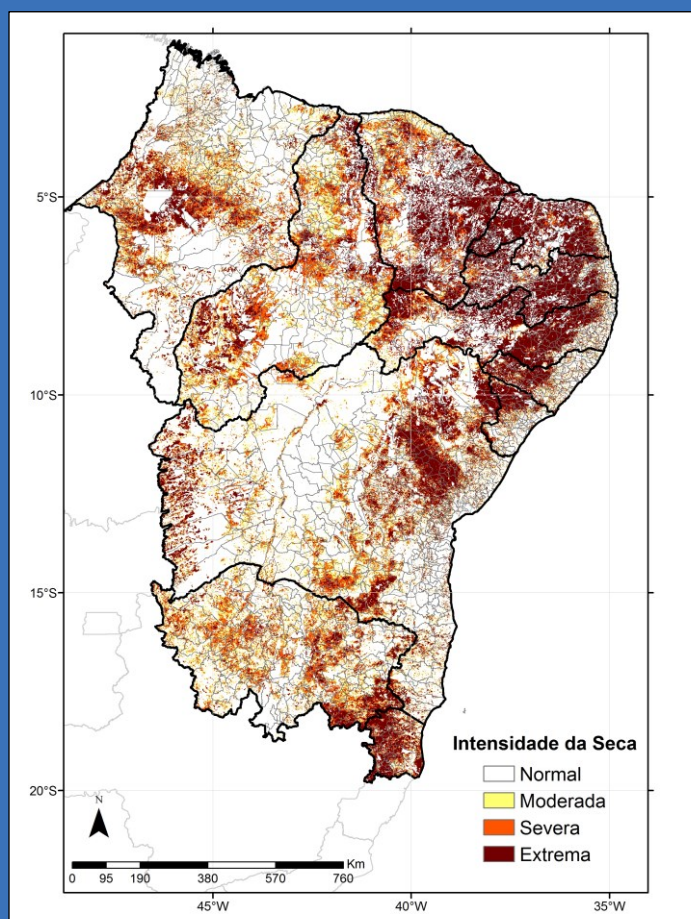 5°S
10°S
15°S
20°S
Intensidade da Seca
Normal
Moderada
Severa
Extrema
N
Km
0 95 190 380 570 760
45°W 40°W 35°W